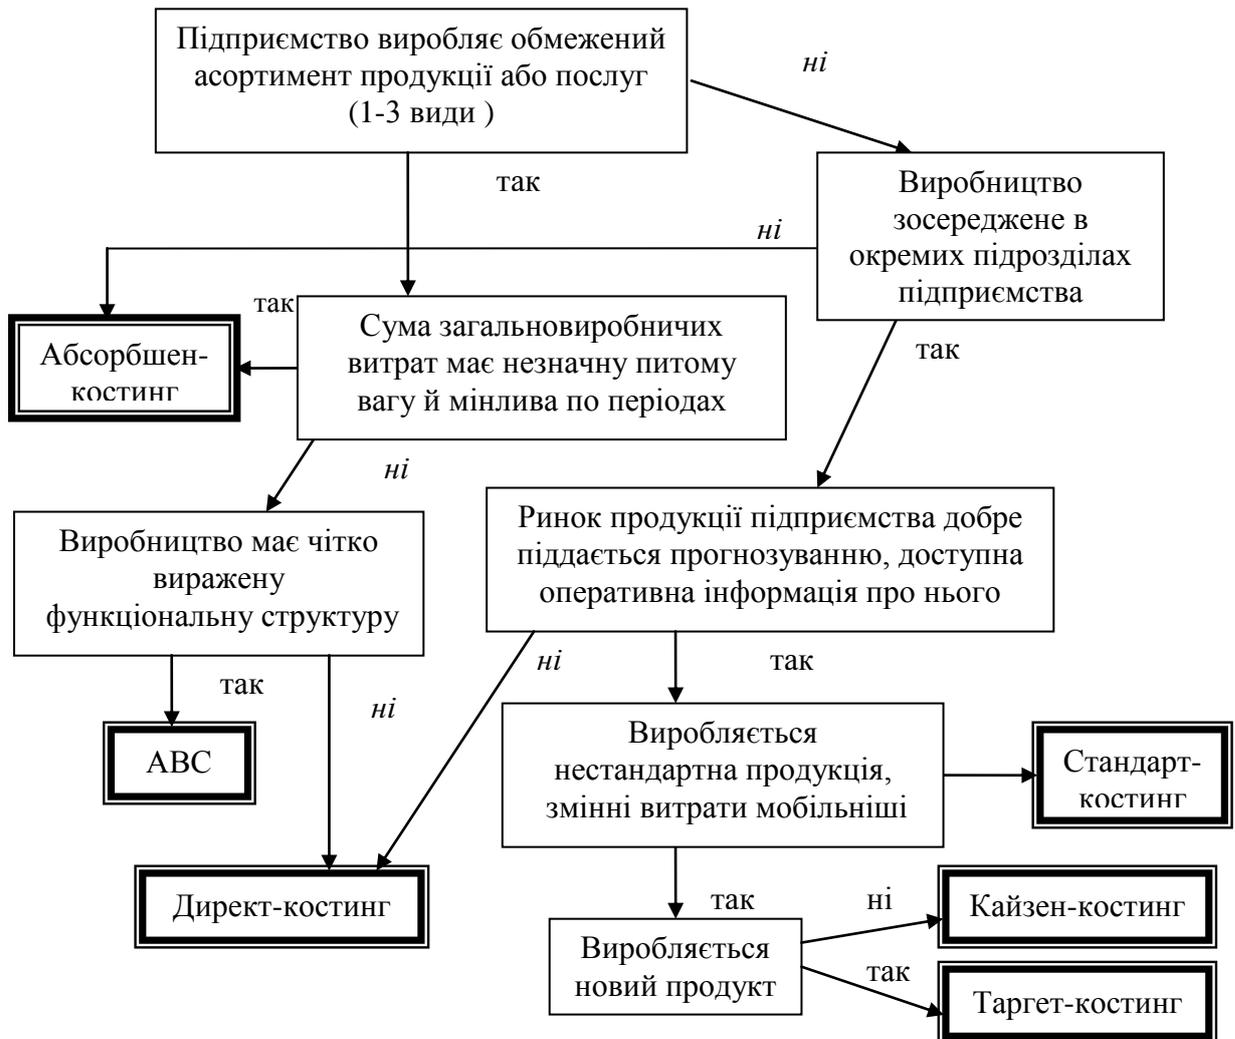 Підприємство виробляє обмежений
асортимент продукції або послуг
(1-3 види )
ні
так
Виробництво
зосереджене в
окремих підрозділах
підприємства
ні
так
Сума загальновиробничих
витрат має незначну питому
вагу й мінлива по періодах
Абсорбшен-
костинг
так
ні
Виробництво має чітко
виражену
функціональну структуру
Ринок продукції підприємства добре
піддається прогнозуванню, доступна
оперативна інформація про нього
ні
так
так
ні
Виробляється
нестандартна продукція,
змінні витрати мобільніші
Стандарт-
костинг
АВС
Директ-костинг
так
ні
Кайзен-костинг
Виробляється
новий продукт
так
Таргет-костинг